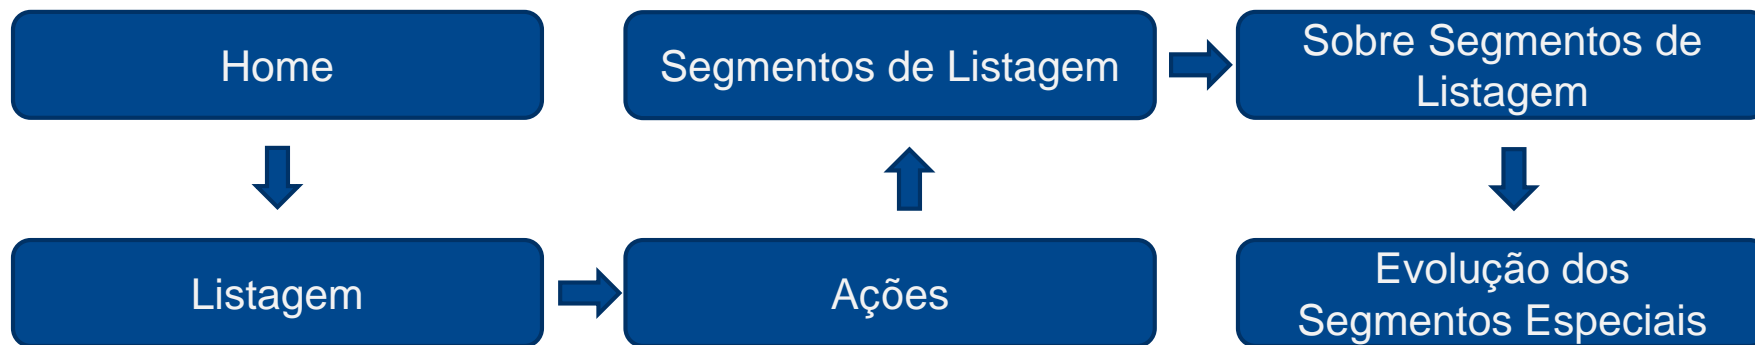 Home
Listagem
Ações
Segmentos de Listagem
Sobre Segmentos de
Listagem
Evolução dos
Segmentos Especiais